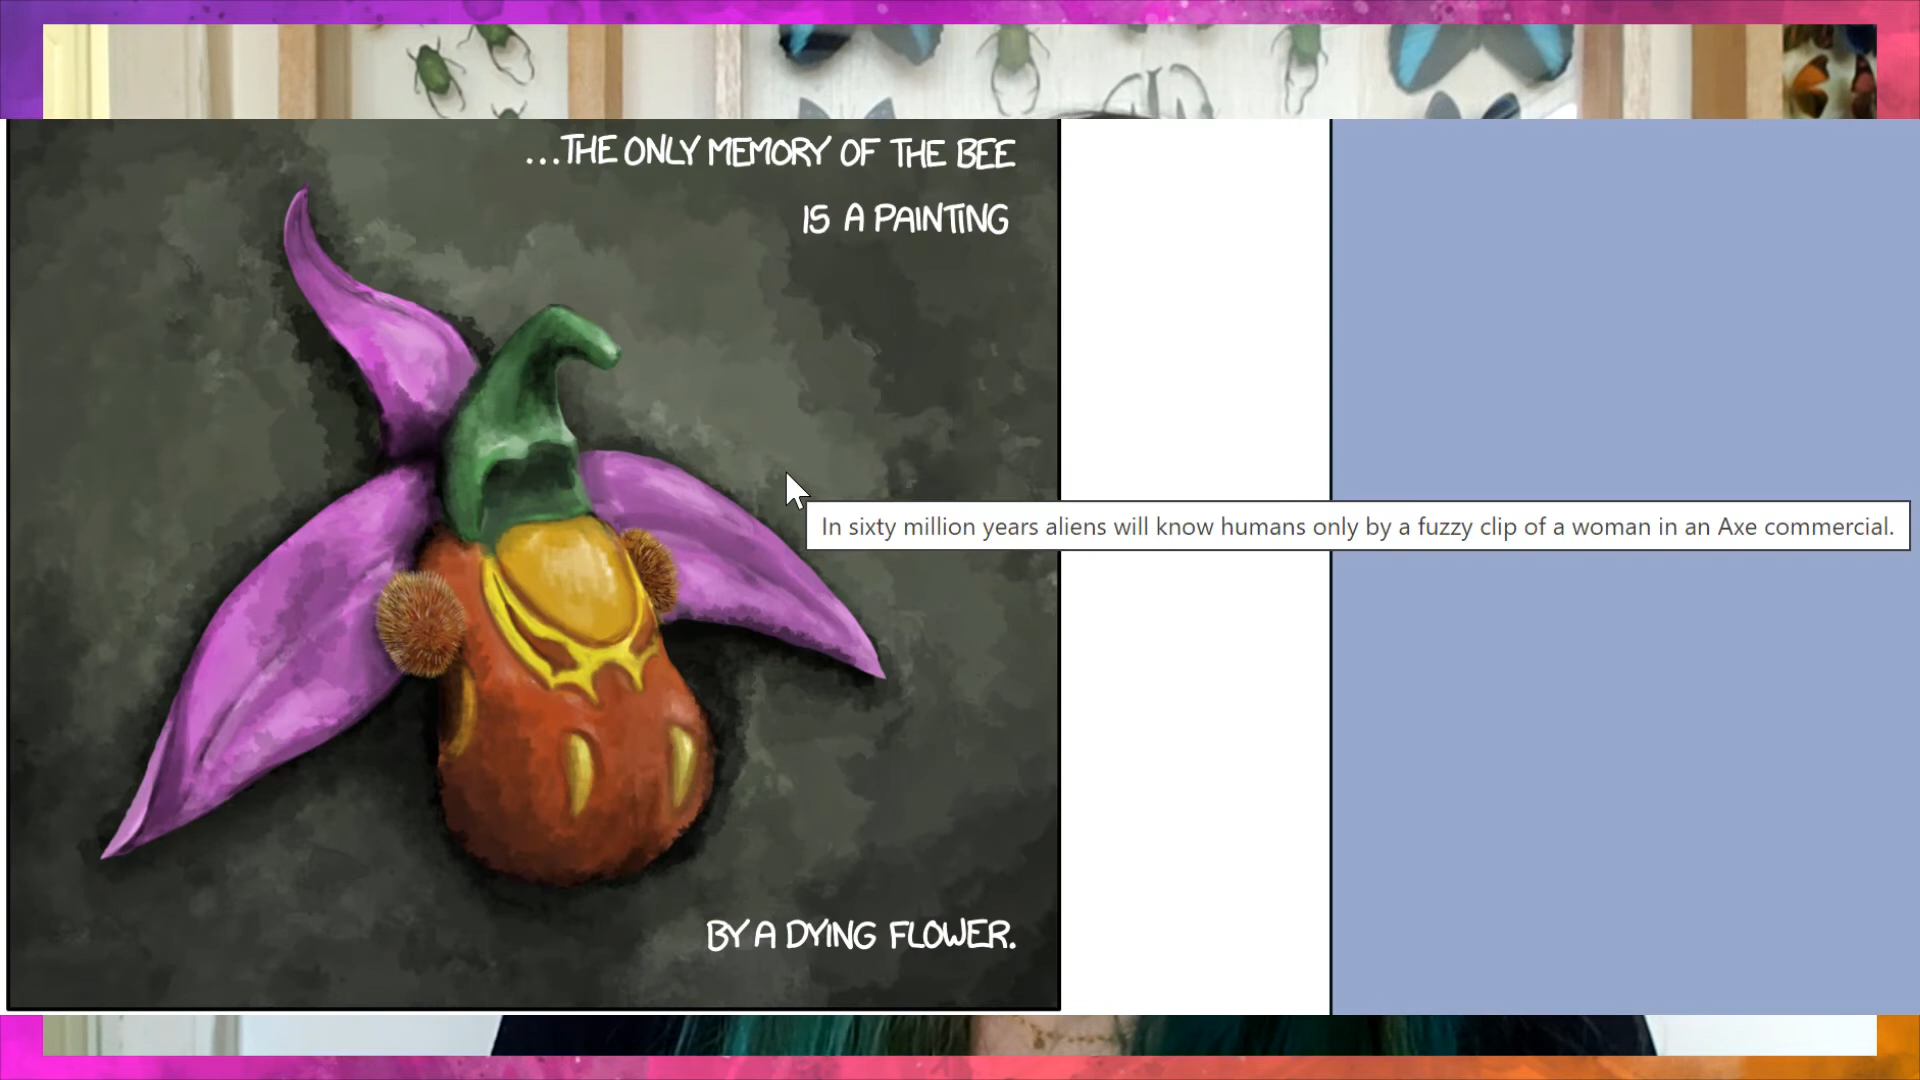 ...THE ONLY MEMORY OF THE BEE
IS A PAINTING
In sixty million years aliens will know humans only by a fuzzy clip of a woman in an Axe commercial.
BY A DYING FLOWER.